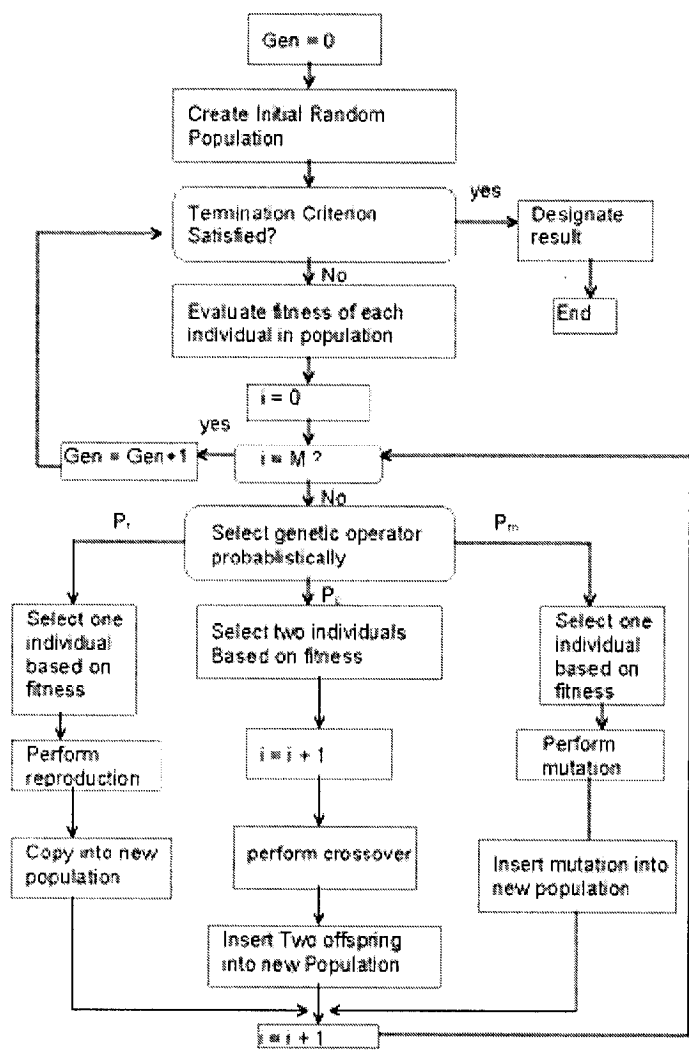 Gen = 0
Create Initial Random
Population
Termination Criterion
Satisfied?
yes
Designate
result
No
End
Evaluate fitness of each
individual in population
i = 0
yes
Gen = Gen+1
i = M ?
No
Pr
Select genetic operator
probablistically
Pm
Select one
individual
based on
fitness
Select two individuals
Based on fitness
Select one
individual
based on
fitness
Perform
reproduction
i = i + 1
Perform
mutation
Copy into new
population
perform crossover
Insert mutation into
new population
Insert Two offspring
into new Population
i = i + 1